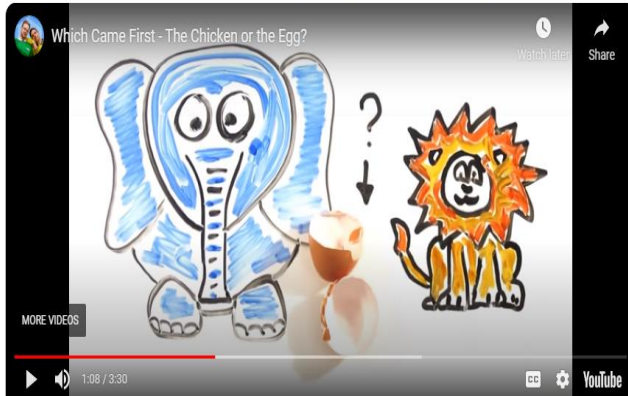 Which Came First - The Chicken or the Egg?
Watch later
Share
?
MORE VIDEOS
1:08 / 3:30
CC
YouTube